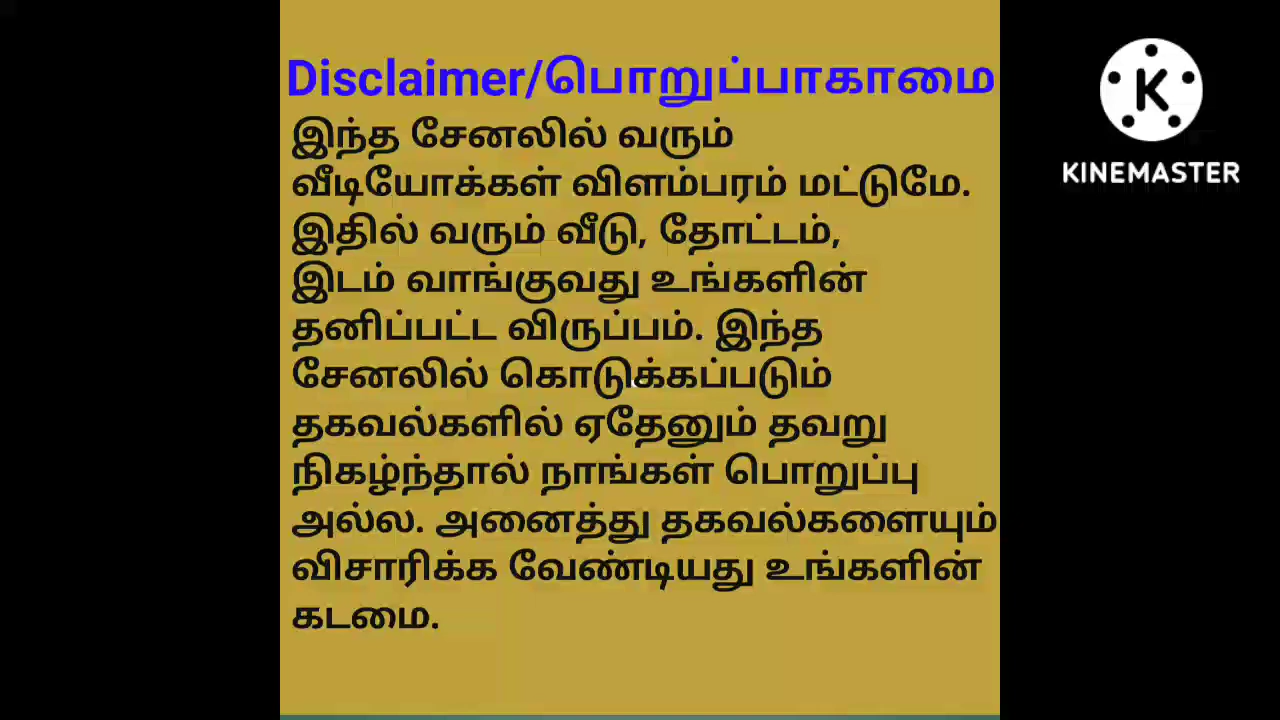 Disclaimer/பொறுப்பாகாமை
இந்த சேனலில் வரும்
வீடியோக்கள் விளம்பரம் மட்டுமே.
இதில் வரும் வீடு, தோட்டம்,
இடம் வாங்குவது உங்களின்
தனிப்பட்ட விருப்பம். இந்த
சேனலில் கொடுக்கப்படும்
தகவல்களில் ஏதேனும் தவறு
நிகழ்ந்தால் நாங்கள் பொறுப்பு
அல்ல. அனைத்து தகவல்களையும்
விசாரிக்க வேண்டியது உங்களின்
கடமை.
K
KINEMASTER